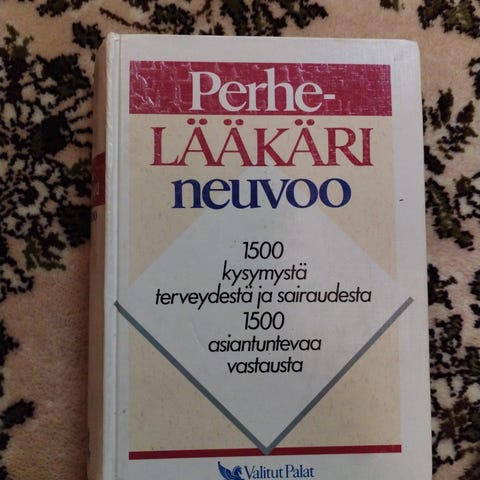 Perhe-
LÄÄKÄRI
neuvoo
1500
kysymystä
terveydestä ja sairaudesta
1500
asiantuntevaa
vastausta
Valitut Palat